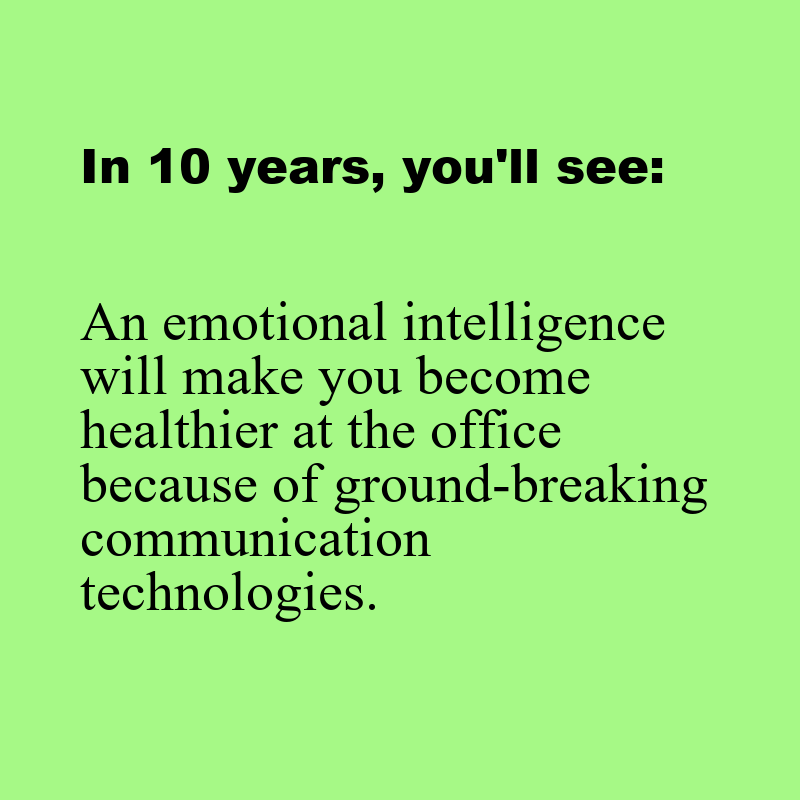 In 10 years, you'll see:
An emotional intelligence
will make you become
healthier at the office
because of ground-breaking
communication
technologies.